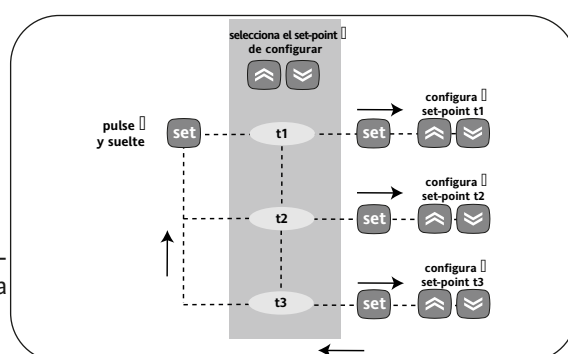 selecciona el set-point
de configurar
pulse
y suelte
set
t1
set
configura
set-point t1
t2
set
configura
set-point t2
a
t3
set
configura
set-point t3